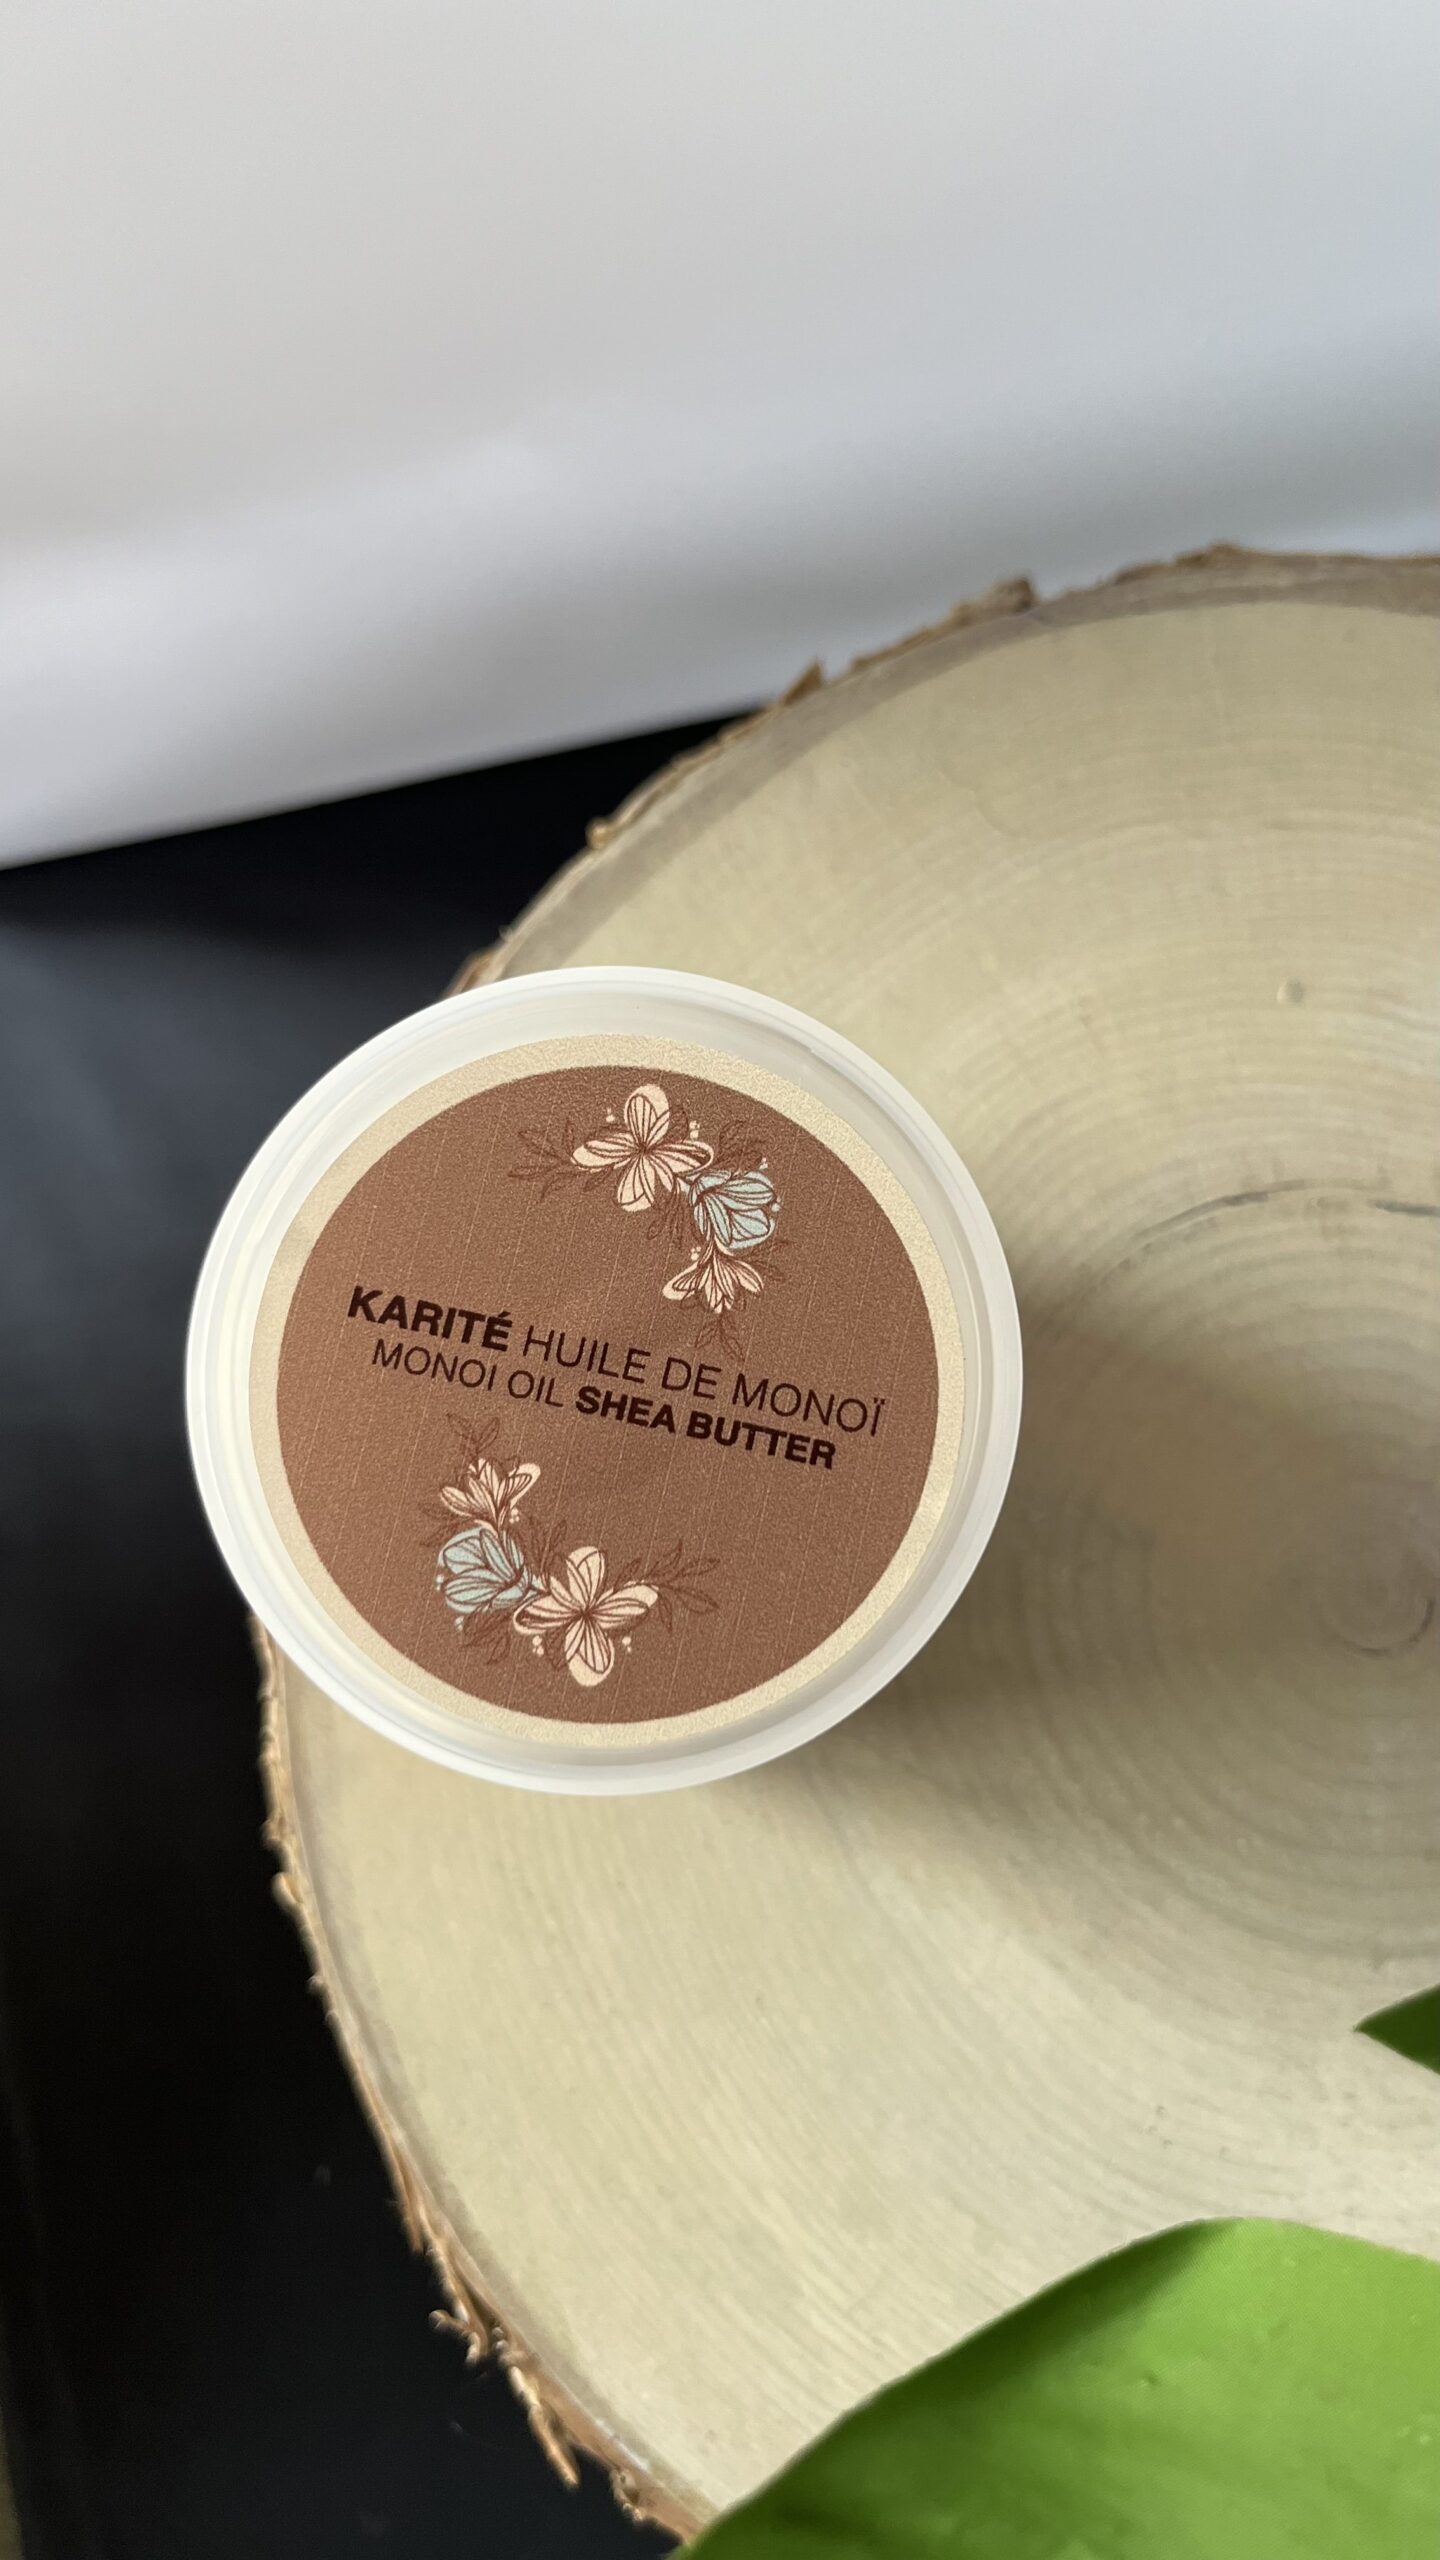 KARITÉ HUILE DE MONOÏ
MONOI OIL SHEA BUTTER